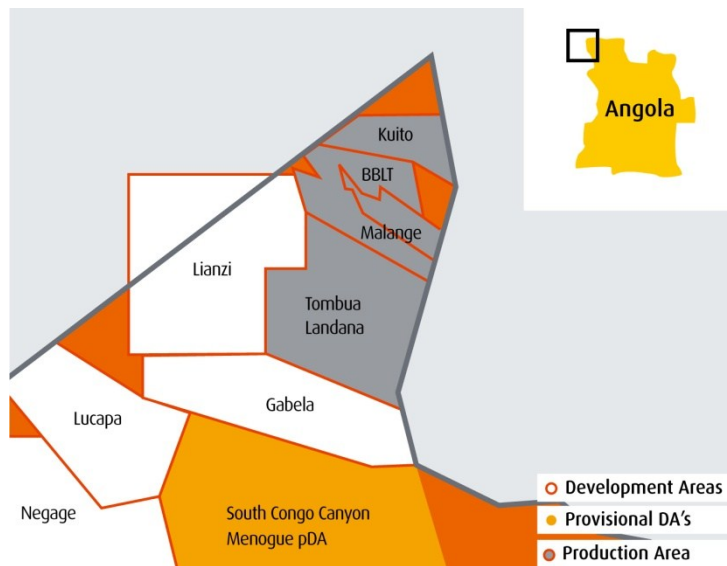 Angola
Kuito
BBLT
Malange
Lianzi
Tombua
Landana
Gabela
Lucapa
Negage
South Congo Canyon
Menogue pDA
Development Areas
Provisional DA's
Production Area